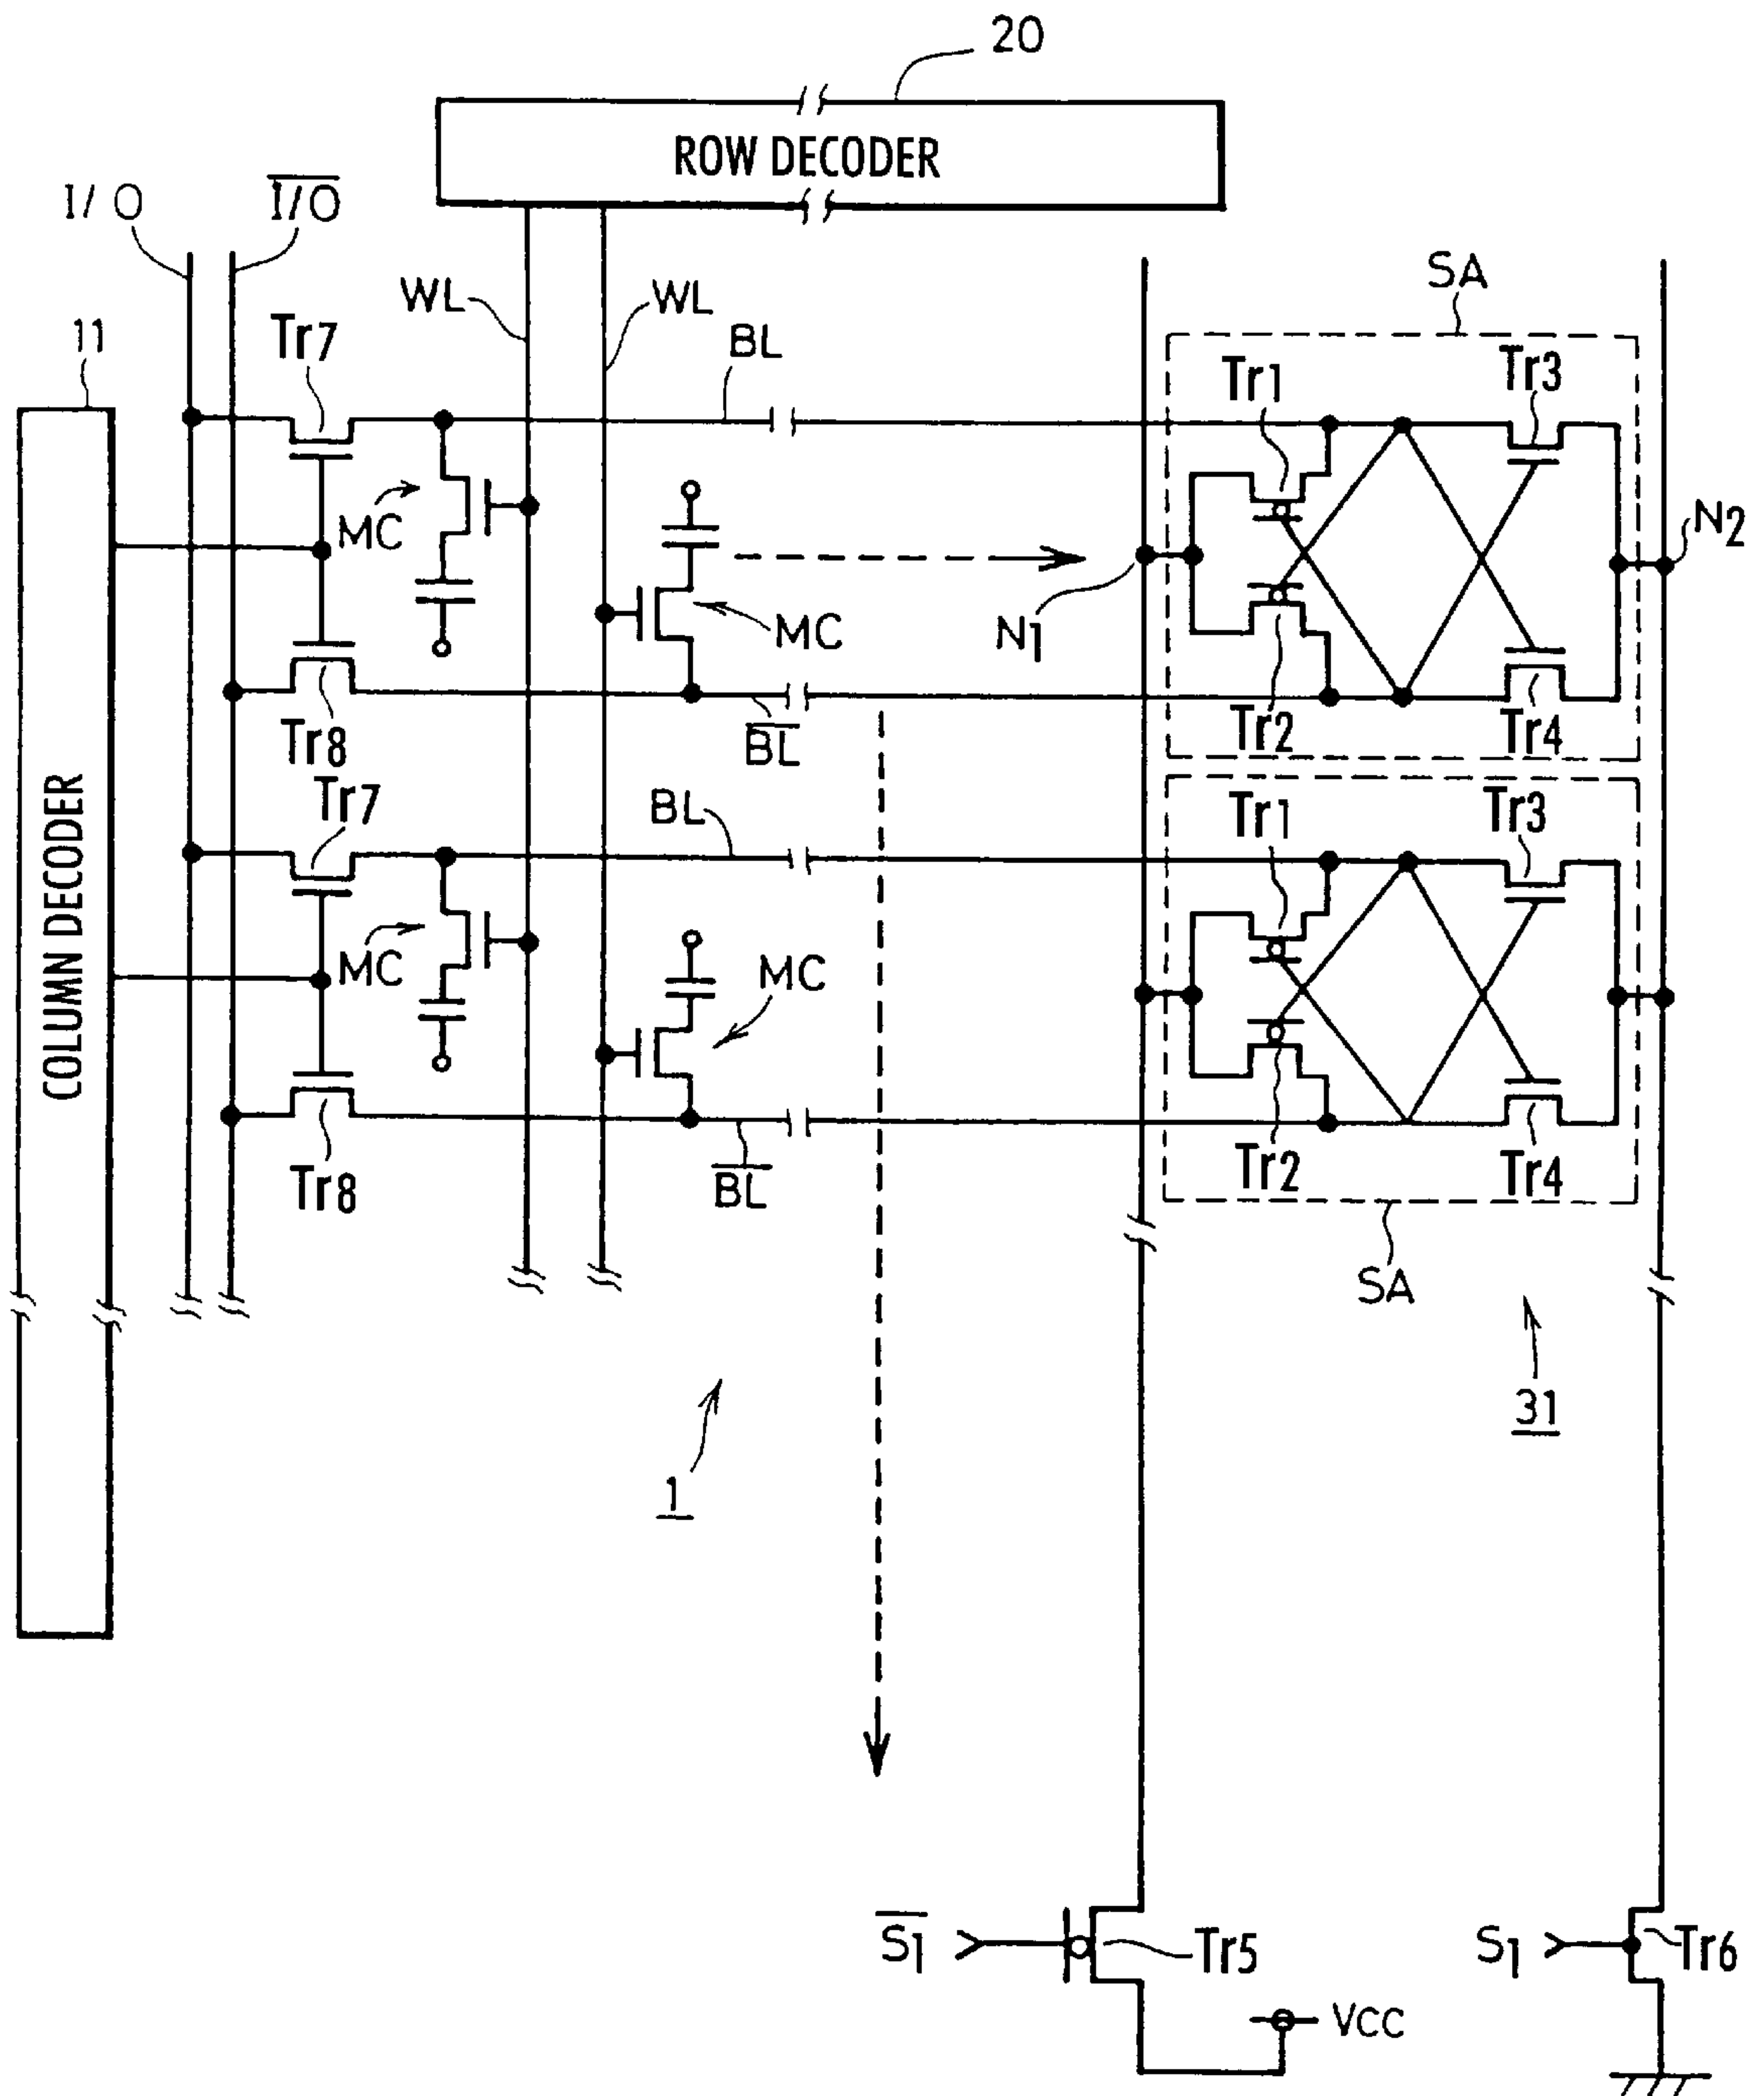 20
ROW DECODER
I/O
I/O
WL
WL
SA
11
Tr7
BL
Tr1
Tr3
MC
N2
MC
N1
Tr8
BL
Tr2
Tr4
COLUMN DECODER
Tr7
BL
Tr1
Tr3
MC
MC
Tr8
BL
Tr2
Tr4
SA
31
1
S1
Tr5
S1
Tr6
VCC